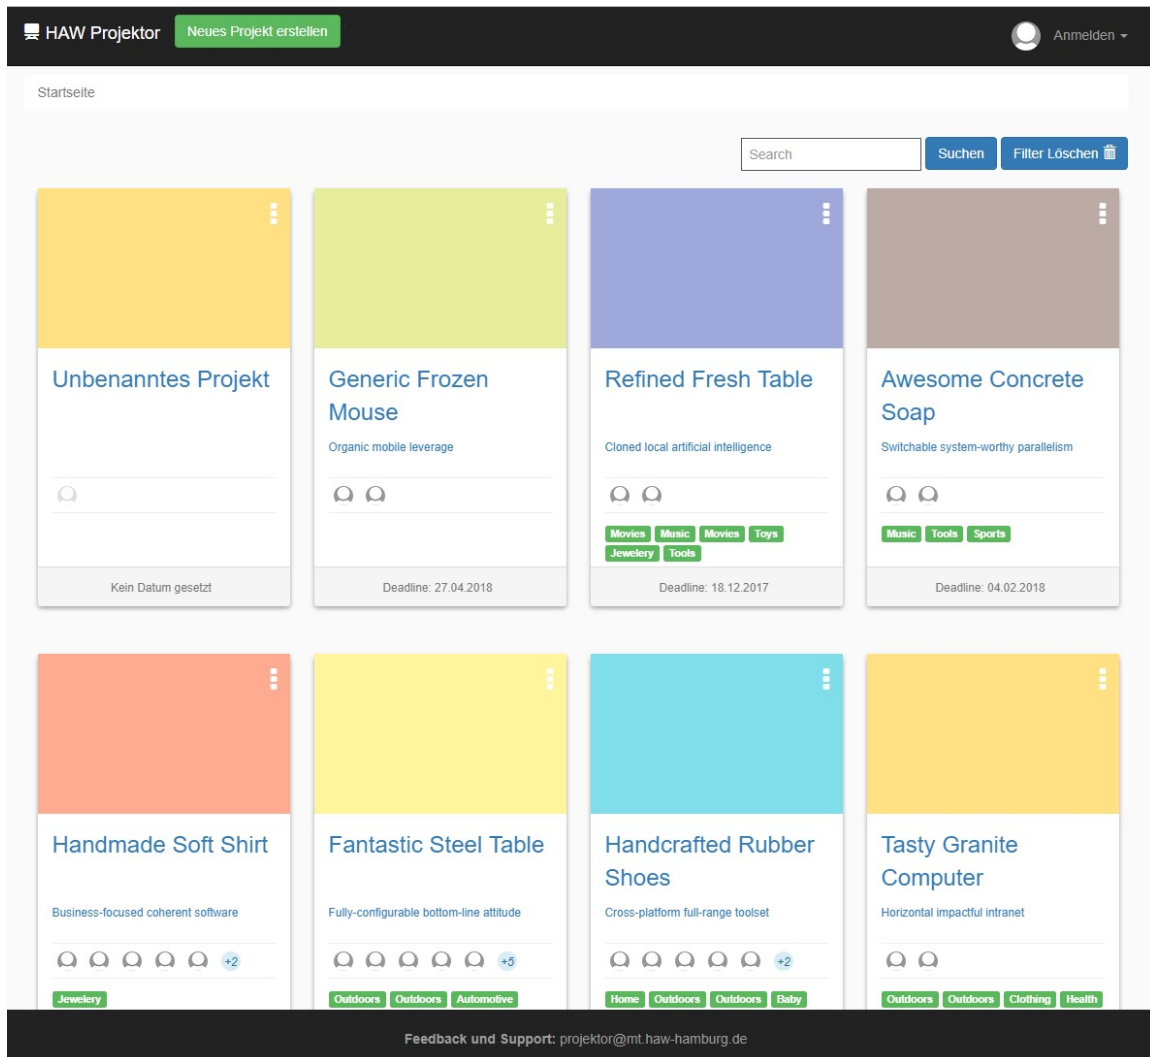 HAW Projektor Neues Projekt erstellen Anmelden
Startseite
Search Suchen Filter Löschen
Unbenanntes Projekt
Kein Datum gesetzt
Generic Frozen
Mouse
Organic mobile leverage
Deadline: 27.04.2018
Refined Fresh Table
Cloned local artificial intelligence
Movies Music Movies Toys
Jewelery Tools
Deadline: 18.12.2017
Awesome Concrete
Soap
Switchable system-worthy parallelism
Music Tools Sports
Deadline: 04.02.2018
Handmade Soft Shirt
Business-focused coherent software
+2
Jewelery
Fantastic Steel Table
Fully-configurable bottom-line attitude
+5
Outdoors Outdoors Automotive
Handcrafted Rubber
Shoes
Cross-platform full-range toolset
+2
Home Outdoors Outdoors Baby
Tasty Granite
Computer
Horizontal impactful intranet
Outdoors Outdoors Clothing Health
Feedback und Support: projektor@mt.haw-hamburg.de